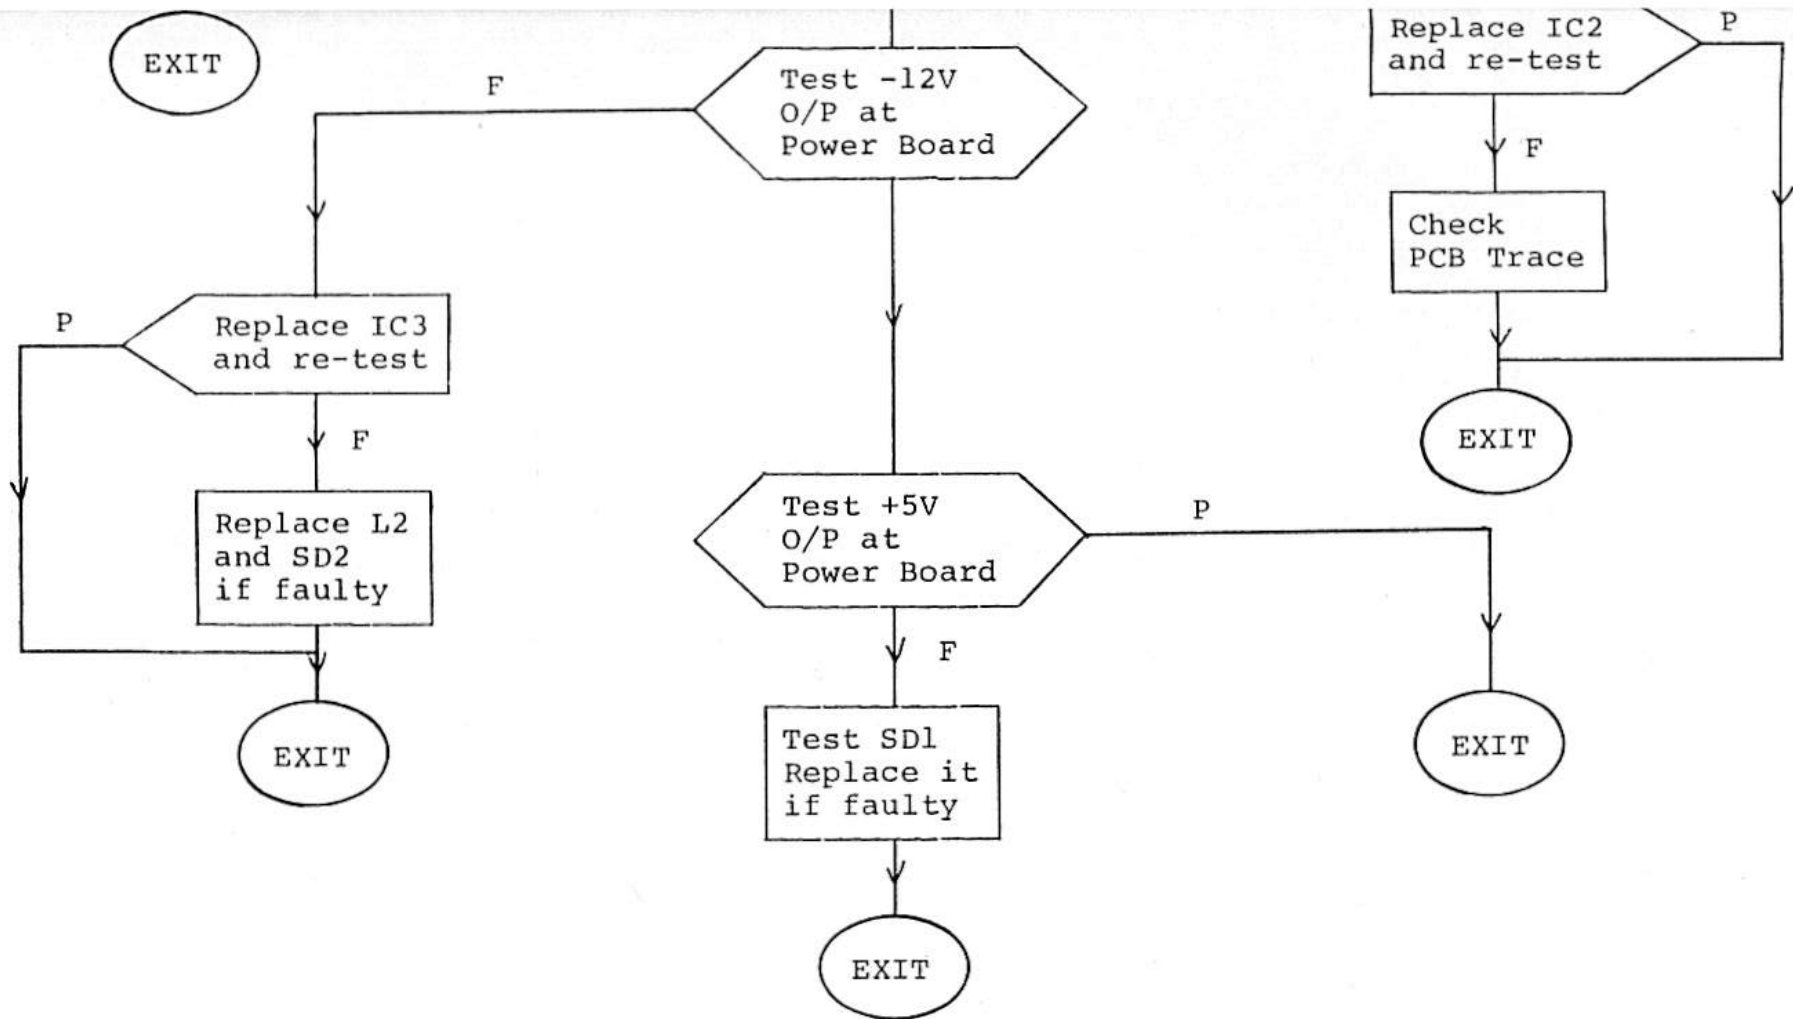 EXIT
F
Test -12V
O/P at
Power Board
Replace IC2
and re-test
P
F
Check
PCB Trace
EXIT
P
Replace IC3
and re-test
F
Replace L2
and SD2
if faulty
EXIT
Test +5V
O/P at
Power Board
P
F
EXIT
Test SD1
Replace it
if faulty
EXIT